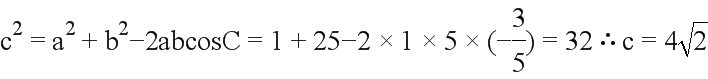 c² = a² + b²−2abcosC = 1 + 25−2 × 1 × 5 × (−3/5) = 32 ∴ c = 4√2